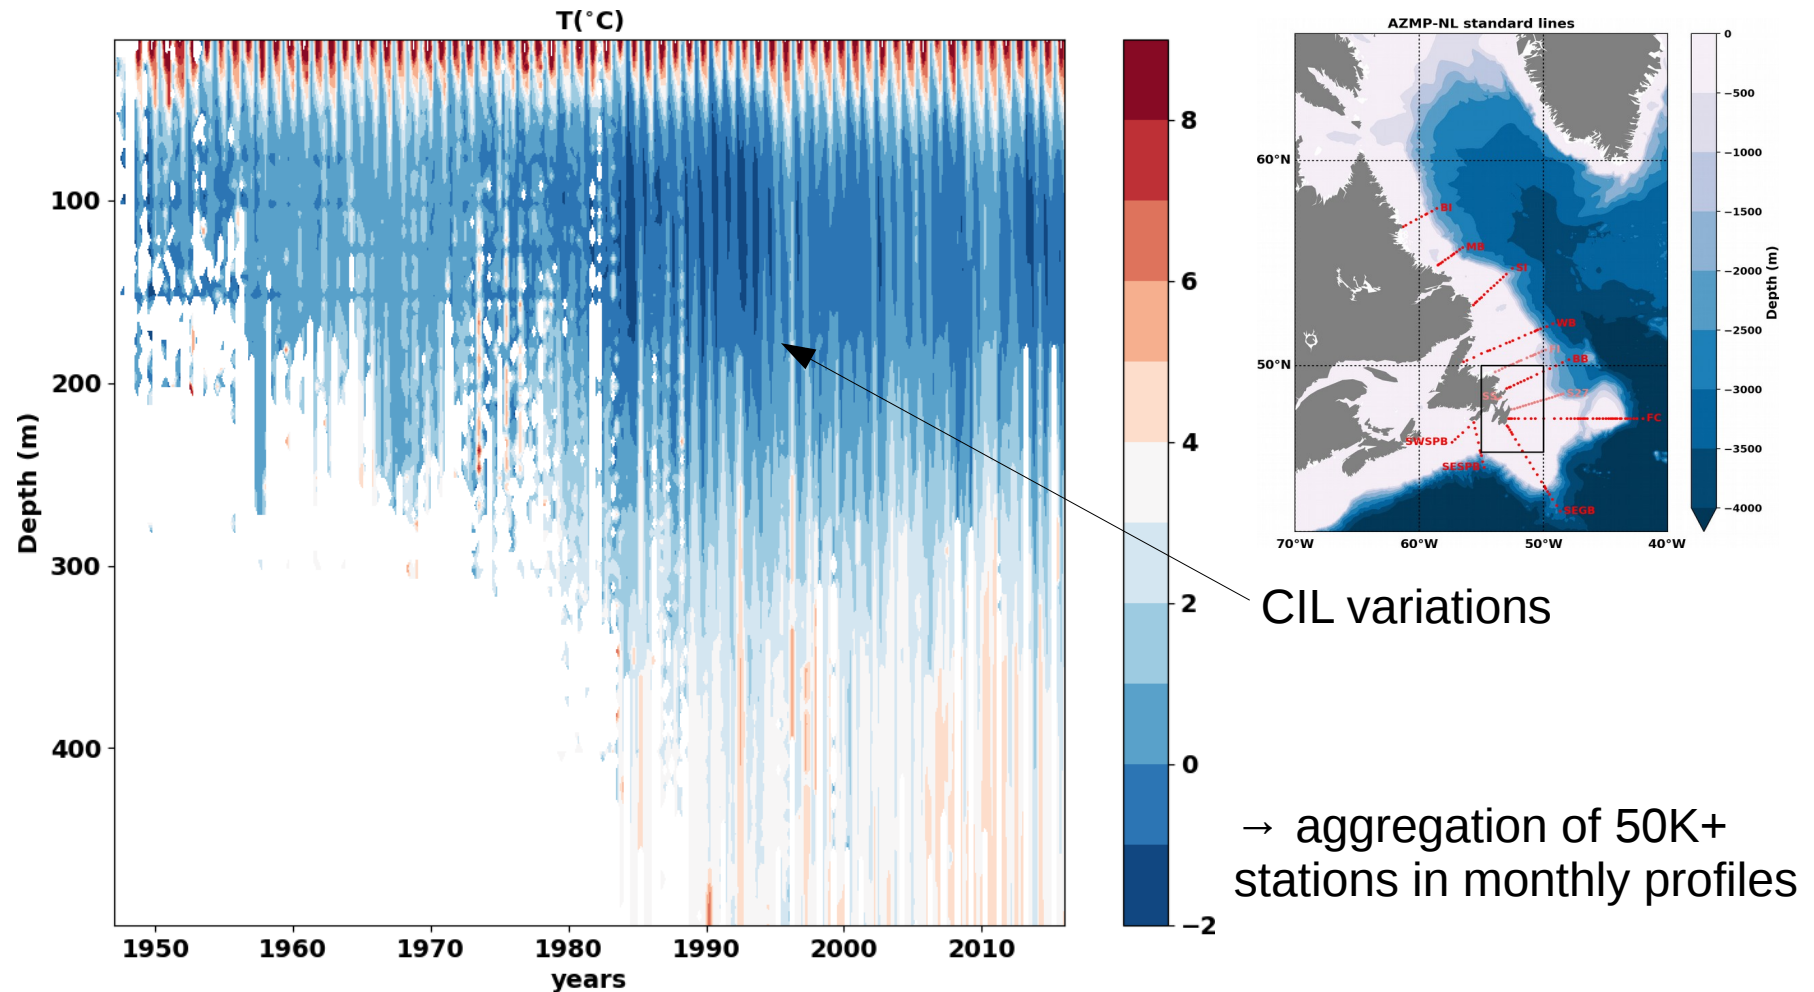 T(°C)
Depth (m)
100
200
300
400
1950
1960
1970
1980
1990
2000
2010
years
8
6
4
2
0
−2
AZMP-NL standard lines
60°N
50°N
70°W
60°W
50°W
40°W
BI
MB
SI
WB
BB
FC
SWSPB
SESPB
SEGB
0
−500
−1000
−1500
−2000
−2500
−3000
−3500
−4000
Depth (m)
CIL variations
→ aggregation of 50K+
stations in monthly profiles